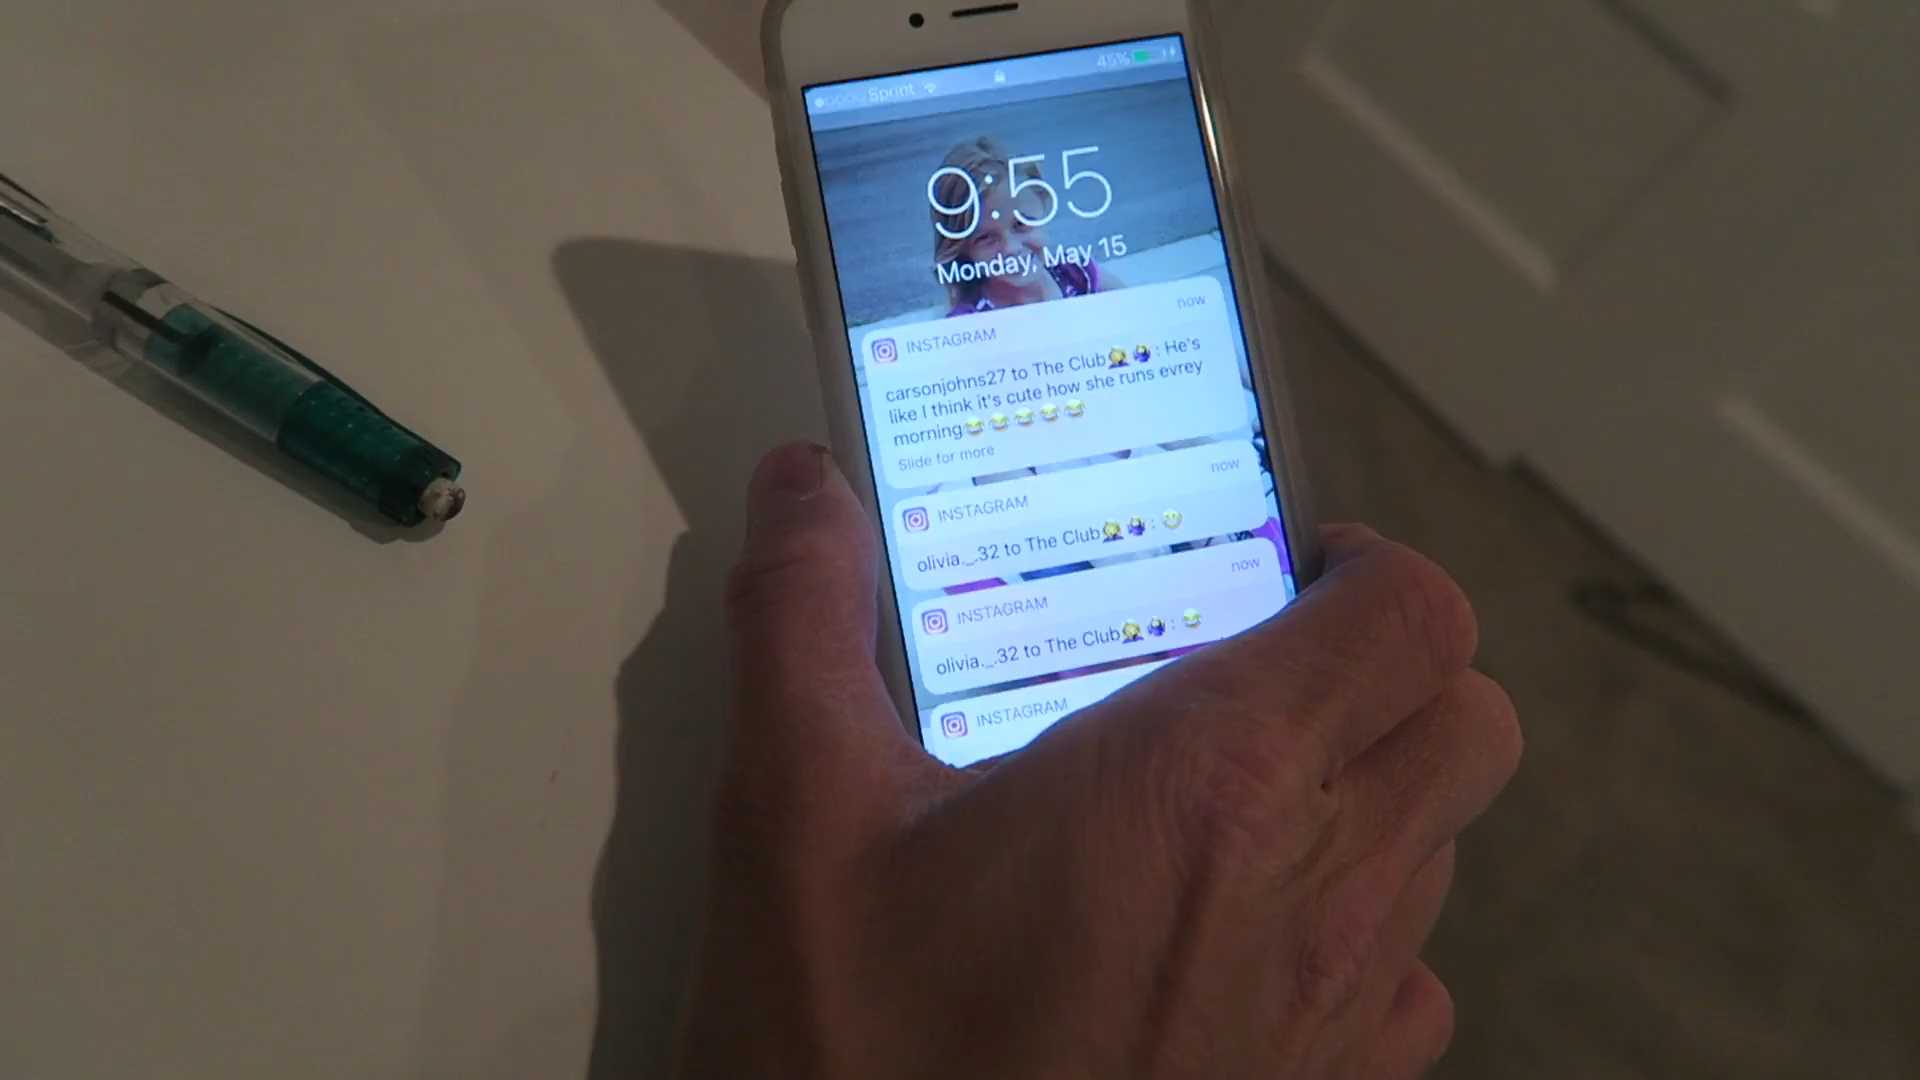 Sprint 45%
9:55
Monday, May 15
INSTAGRAM now
carsonjohns27 to The Club🤦🤷: He's
like I think it's cute how she runs evrey
morning😂😂😂😂😂
Slide for more
INSTAGRAM now
olivia._.32 to The Club🤦🤷: 😷
INSTAGRAM now
olivia._.32 to The Club🤦🤷: 😂
INSTAGRAM